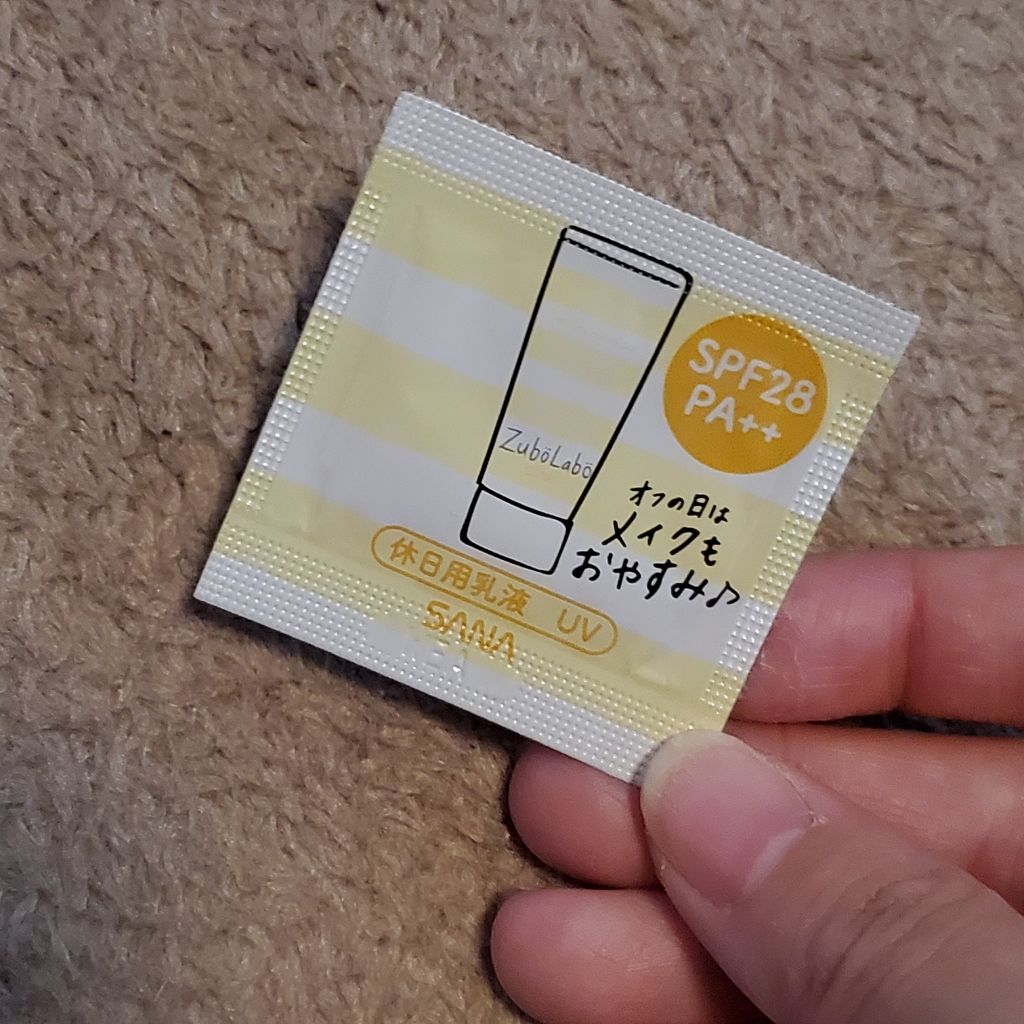 SPF28
PA++
ZuböLabö
オフの日は
メイクも
おやすみ♪
休日用乳液 UV
SANA